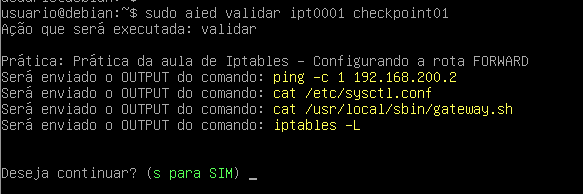 usuario@debian:~$ sudo aied validar ipt0001 checkpoint01
Ação que será executada: validar
Prática: Prática da aula de Iptables - Configurando a rota FORWARD
Será enviado o OUTPUT do comando: ping -c 1 192.168.200.2
Será enviado o OUTPUT do comando: cat /etc/sysctl.conf
Será enviado o OUTPUT do comando: cat /usr/local/sbin/gateway.sh
Será enviado o OUTPUT do comando: iptables -L
Deseja continuar? (s para SIM) _